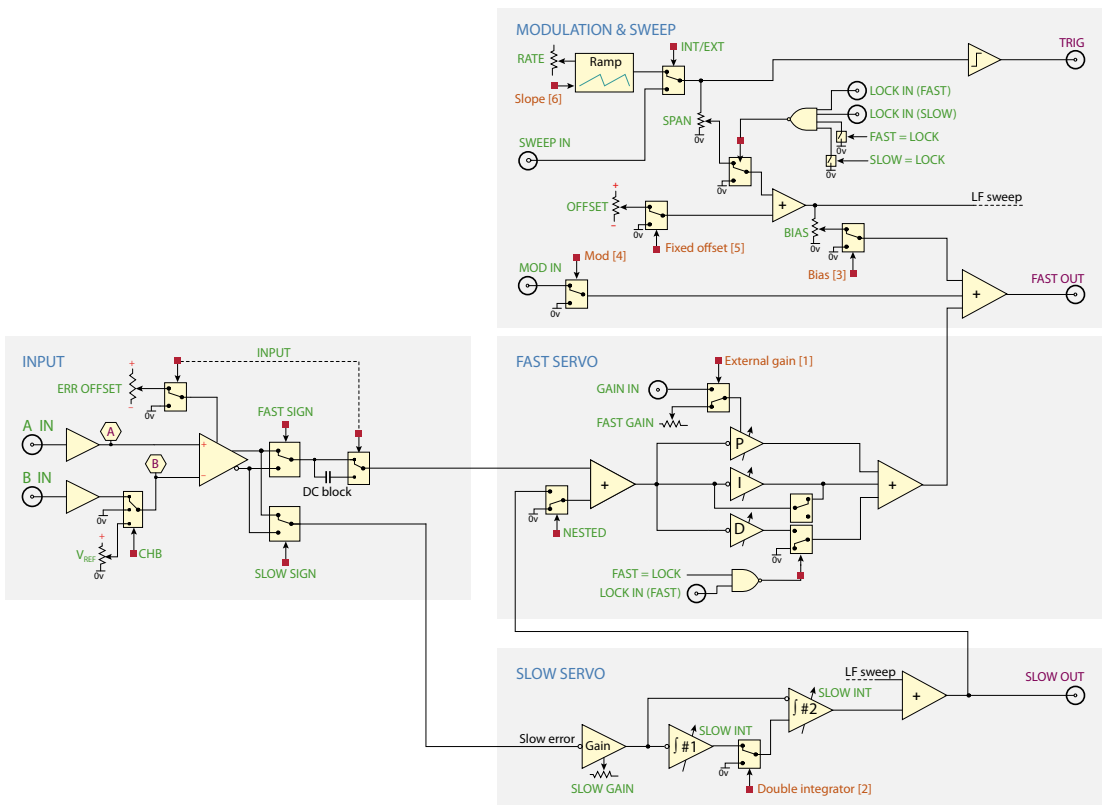 MODULATION & SWEEP
TRIG
INT/EXT
RATE
Ramp
Slope [6]
LOCK IN (FAST)
LOCK IN (SLOW)
SPAN
0v
FAST = LOCK
0v
SWEEP IN
SLOW = LOCK
0v
0v
+
OFFSET
–
0v
+
LF sweep
BIAS
0v
0v
Fixed offset [5]
Mod [4]
MOD IN
Bias [3]
FAST OUT
+
0v
INPUT
INPUT
+
ERR OFFSET
–
0v
FAST SIGN
A IN
A
+
B IN
B
–
DC block
0v
+
VREF
0v
CHB
SLOW SIGN
FAST SERVO
External gain [1]
GAIN IN
FAST GAIN
P
+
I
+
D
0v
NESTED
0v
FAST = LOCK
LOCK IN (FAST)
SLOW SERVO
LF sweep
SLOW OUT
SLOW INT
+
∫ #2
SLOW INT
Slow error
Gain
∫ #1
0v
SLOW GAIN
Double integrator [2]